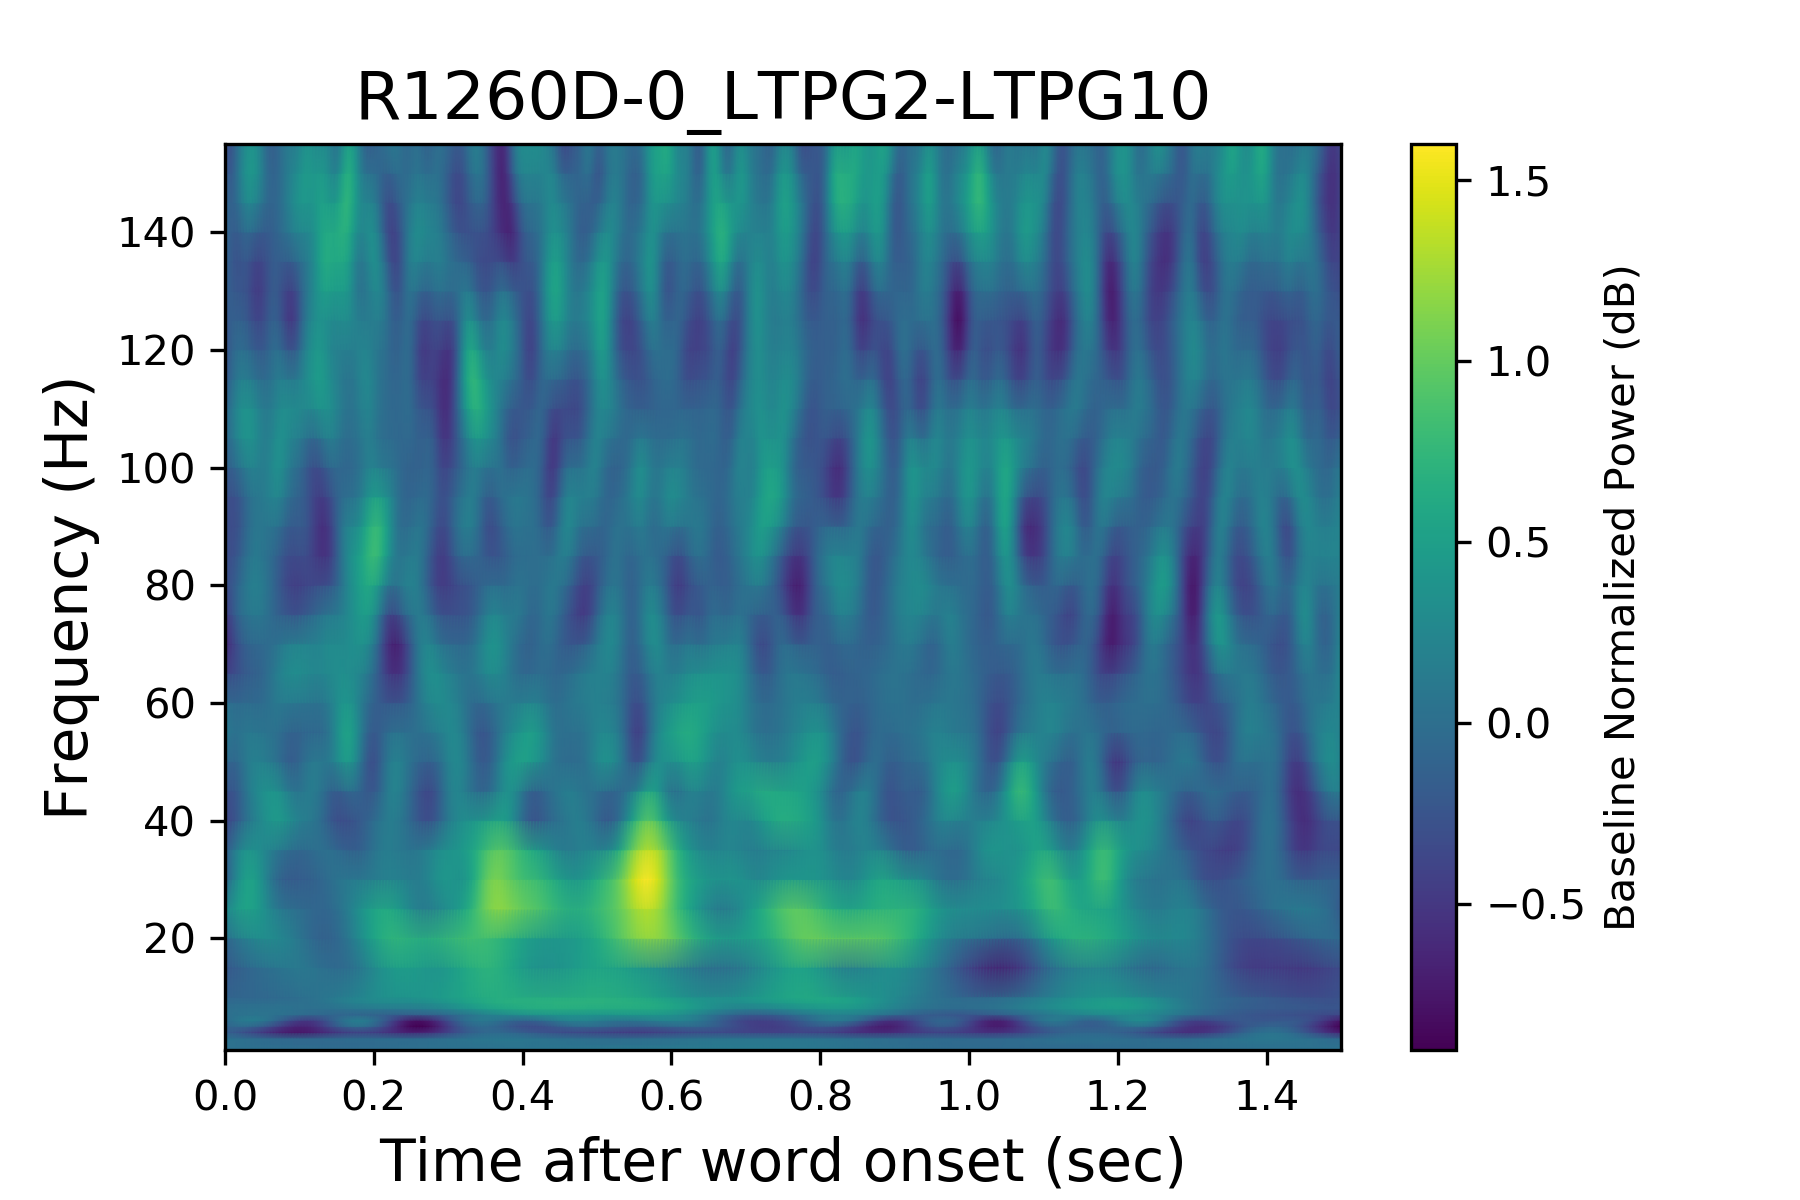 R1260D-0_LTPG2-LTPG10
Frequency (Hz)
140
120
100
80
60
40
20
0.0 0.2 0.4 0.6 0.8 1.0 1.2 1.4
Time after word onset (sec)
1.5
1.0
0.5
0.0
−0.5
Baseline Normalized Power (dB)